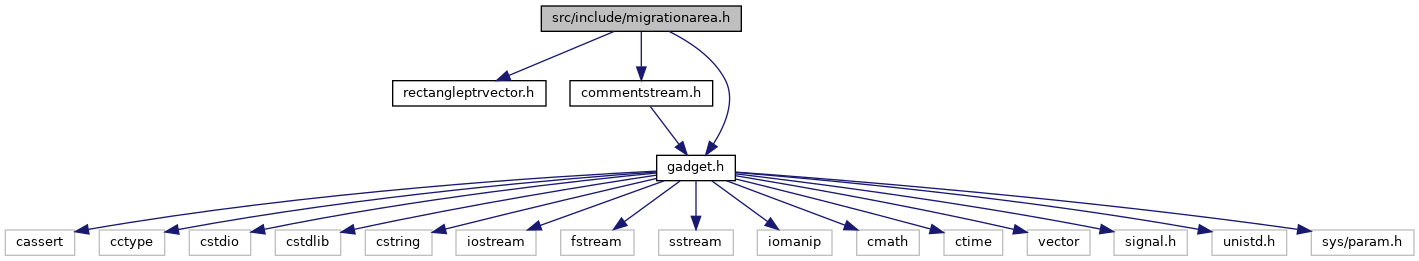 src/include/migrationarea.h
rectangleptrvector.h
commentstream.h
gadget.h
cassert
cctype
cstdio
cstdlib
cstring
iostream
fstream
sstream
iomanip
cmath
ctime
vector
signal.h
unistd.h
sys/param.h